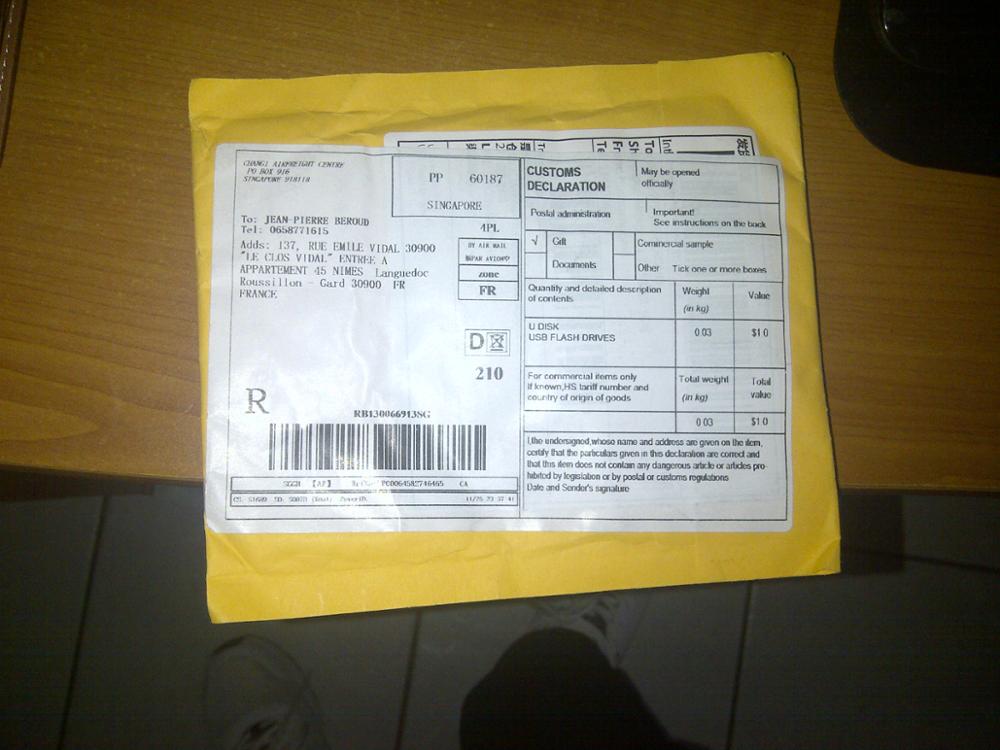 CHANGI AIRFREIGHT CENTRE
PO BOX 916
SINGAPORE 918118
PP 60187
SINGAPORE
To: JEAN-PIERRE BEROUD
Tel: 0658771615
Adds: 137, RUE EMILE VIDAL 30900
"LE CLOS VIDAL" ENTREE A
APPARTEMENT 45 NIMES Languedoc
Roussillon - Gard 30900 FR
FRANCE
4PL
BY AIR MAIL
PAR AVION
zone
FR
D
210
R
RB130066913SG
PC0064582746465 CA
CUSTOMS
DECLARATION
May be opened
officially
Postal administration
Important!
See instructions on the back
√ Gift
Commercial sample
Documents
Other Tick one or more boxes
Quantity and detailed description
of contents
Weight
(in kg)
Value
U DISK
USB FLASH DRIVES
0.03
$1.0
For commercial items only
If known,HS tariff number and
country of origin of goods
Total weight
(in kg)
Total
value
0.03
$1.0
I,the undersigned,whose name and address are given on the item,
certify that the particulars given in this declaration are correct and
that this item does not contain any dangerous article or articles pro-
hibited by legislation or by postal or customs regulations
Date and Sender's signature